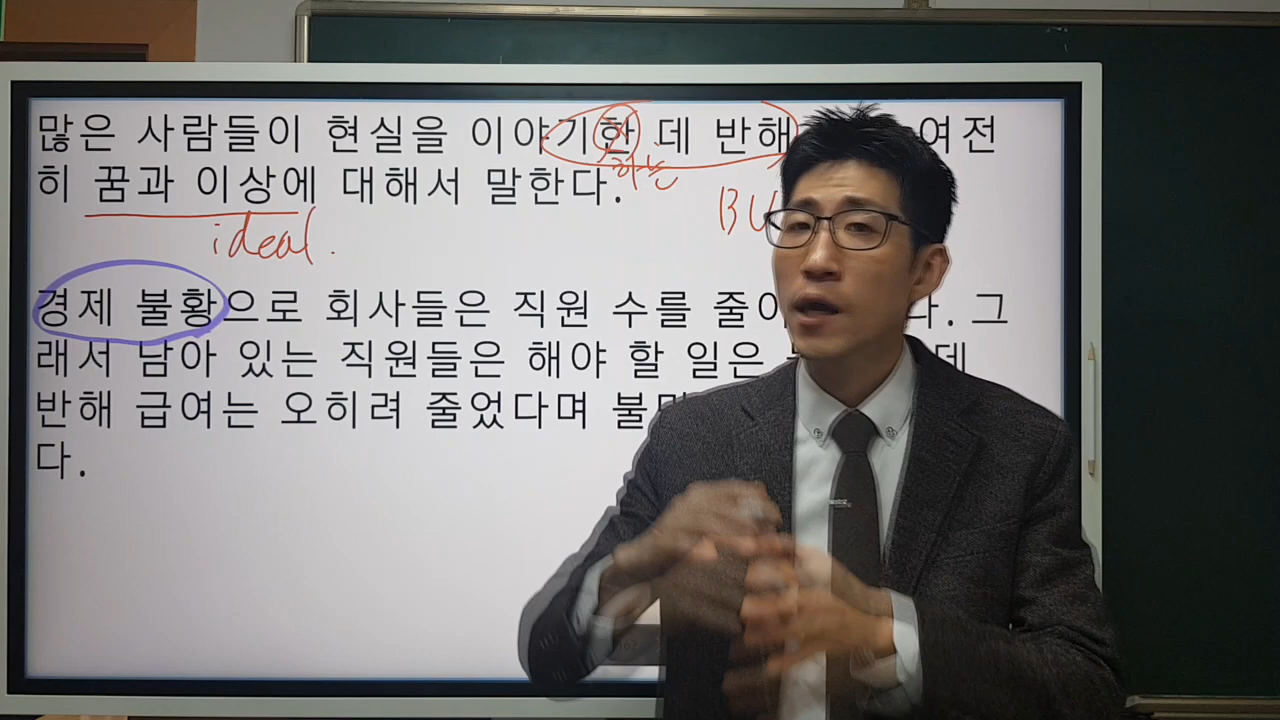 많은 사람들이 현실을 이야기한 데 반해 여전
하는
히 꿈과 이상에 대해서 말한다.
BU
ideal.
경제 불황으로 회사들은 직원 수를 줄이 다. 그
래서 남아 있는 직원들은 해야 할 일은 데
반해 급여는 오히려 줄었다며
다.